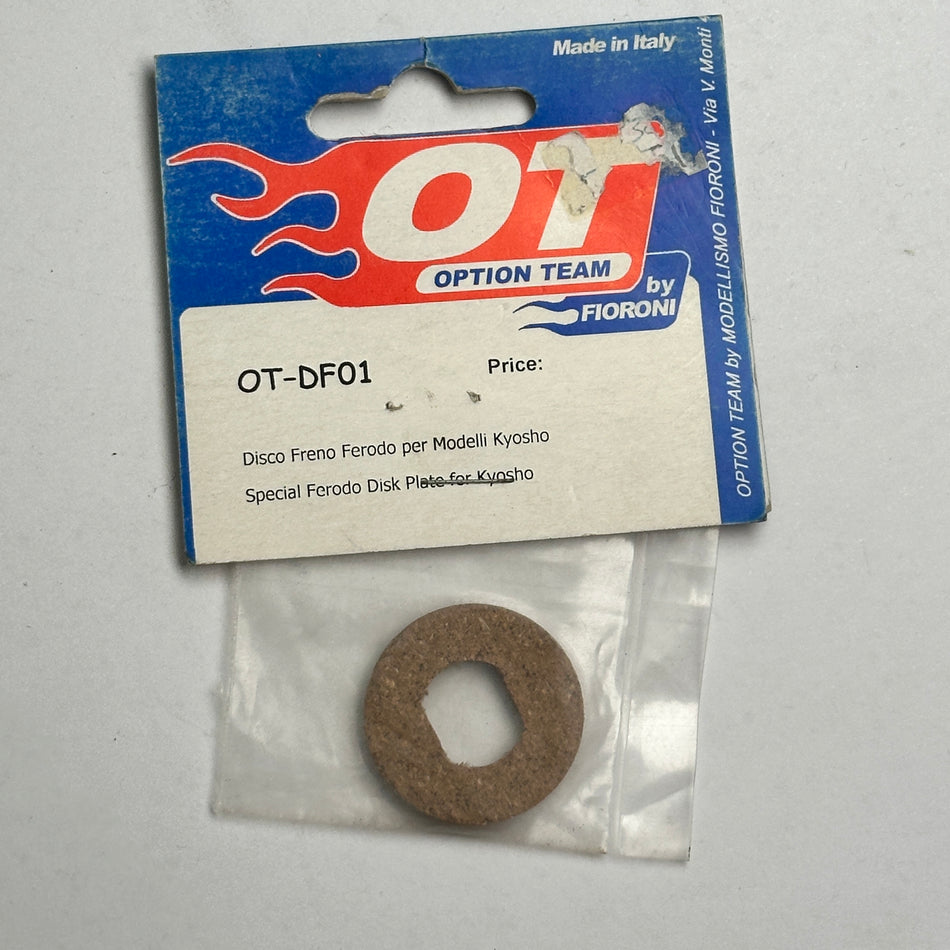 Made in Italy
OT
OPTION TEAM
by
FIORONI
OT-DF01
Price:
Disco Freno Ferodo per Modelli Kyosho
Special Ferodo Disk Plate for Kyosho
OPTION TEAM by MODELLISMO FIORONI - Via V. Monti